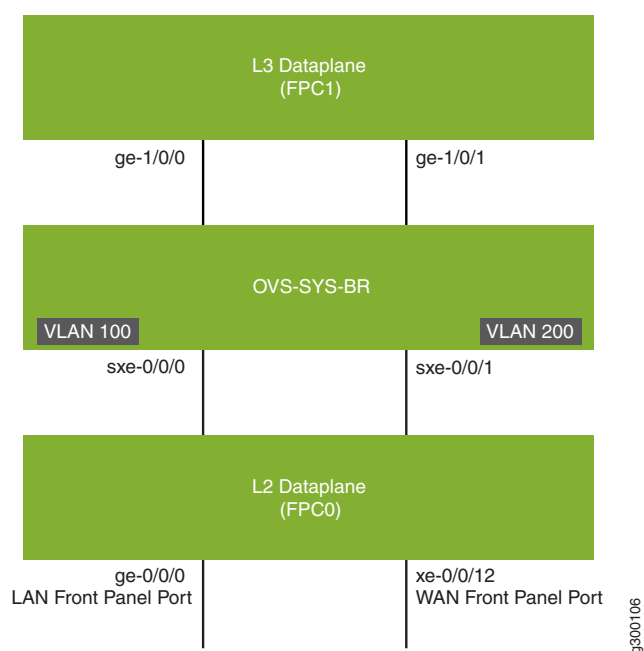 L3 Dataplane
(FPC1)
ge-1/0/0
ge-1/0/1
OVS-SYS-BR
VLAN 100
VLAN 200
sxe-0/0/0
sxe-0/0/1
L2 Dataplane
(FPC0)
ge-0/0/0
LAN Front Panel Port
xe-0/0/12
WAN Front Panel Port
g300106